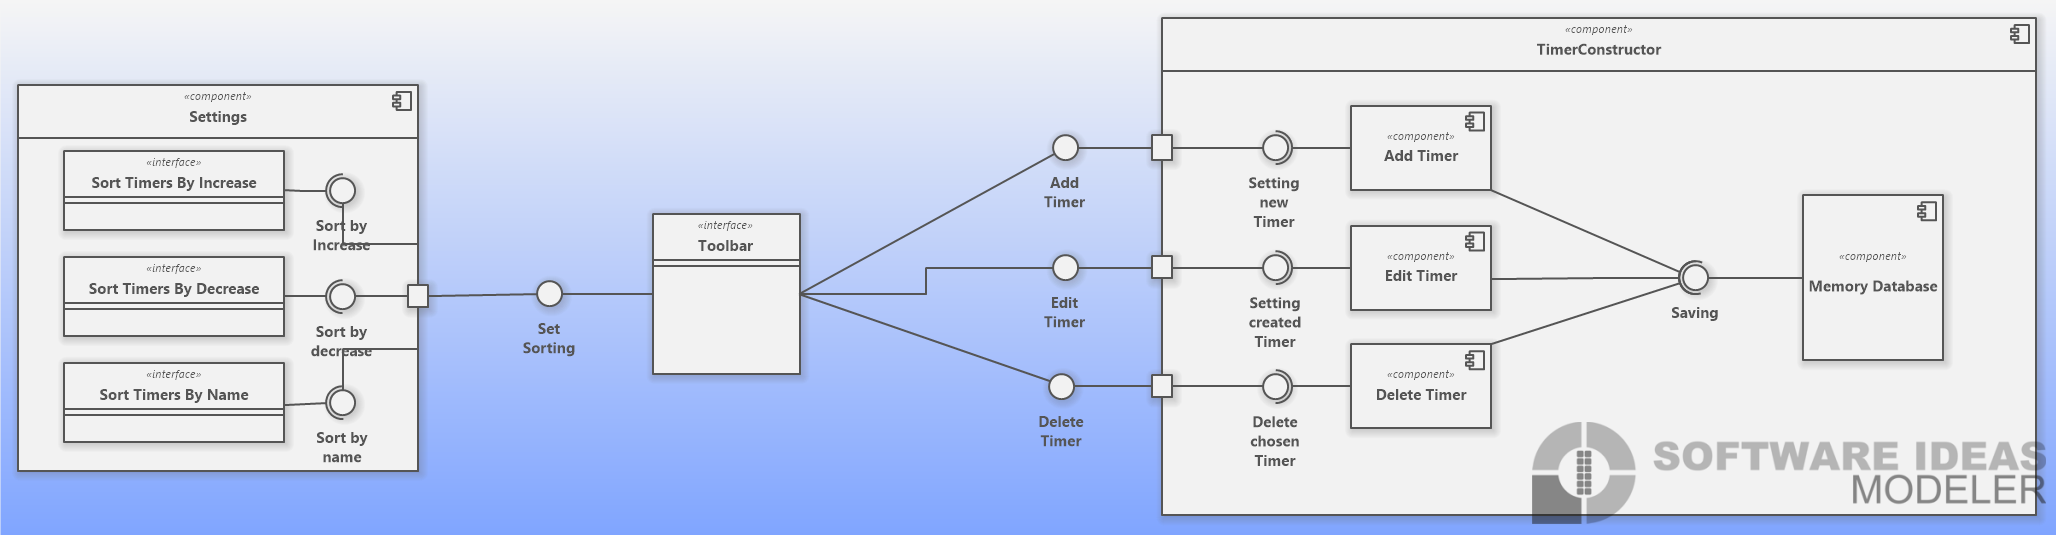 «component»
Settings
«interface»
Sort Timers By Increase
Sort by
Increase
«interface»
Sort Timers By Decrease
Sort by
decrease
«interface»
Sort Timers By Name
Sort by
name
Set
Sorting
«interface»
Toolbar
Add
Timer
Edit
Timer
Delete
Timer
«component»
TimerConstructor
Setting
new
Timer
«component»
Add Timer
Setting
created
Timer
«component»
Edit Timer
Delete
chosen
Timer
«component»
Delete Timer
Saving
«component»
Memory Database
SOFTWARE IDEAS
MODELER